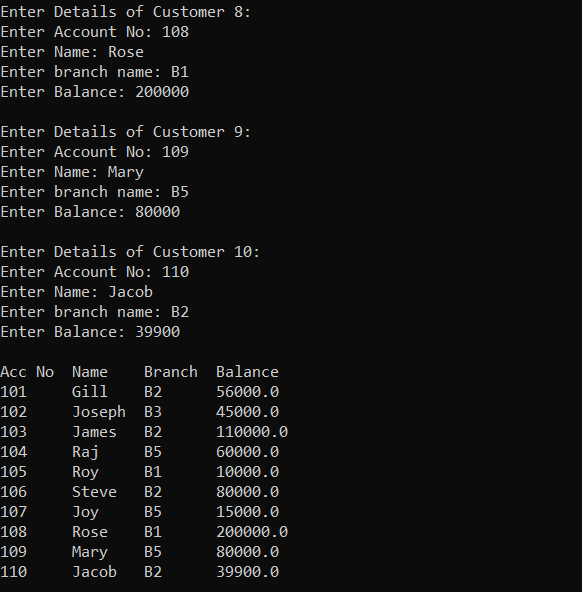 Enter Details of Customer 8:
Enter Account No: 108
Enter Name: Rose
Enter branch name: B1
Enter Balance: 200000

Enter Details of Customer 9:
Enter Account No: 109
Enter Name: Mary
Enter branch name: B5
Enter Balance: 80000

Enter Details of Customer 10:
Enter Account No: 110
Enter Name: Jacob
Enter branch name: B2
Enter Balance: 39900

Acc No  Name    Branch  Balance
101     Gill    B2      56000.0
102     Joseph  B3      45000.0
103     James   B2      110000.0
104     Raj     B5      60000.0
105     Roy     B1      10000.0
106     Steve   B2      80000.0
107     Joy     B5      15000.0
108     Rose    B1      200000.0
109     Mary    B5      80000.0
110     Jacob   B2      39900.0